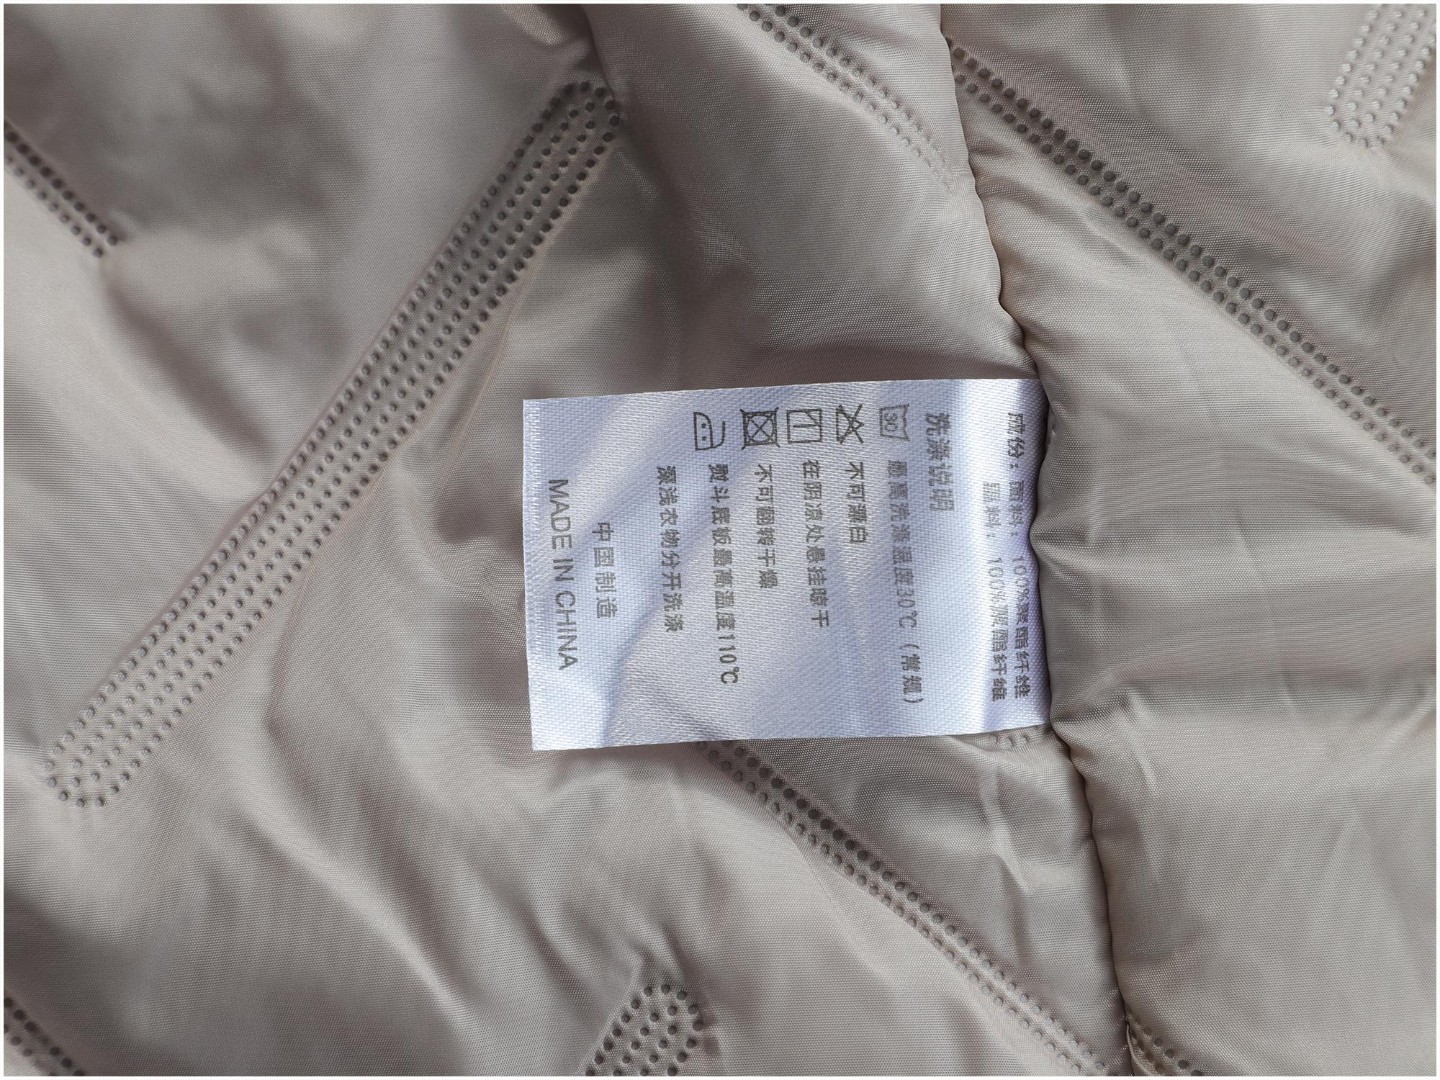 成份：面料：100%聚酯纤维
里料：100%聚酯纤维
洗涤说明
30 最高洗涤温度30℃（常规）
不可漂白
在阴凉处悬挂晾干
不可翻转干燥
熨斗底板最高温度110℃
深浅衣物分开洗涤
中国制造
MADE IN CHINA